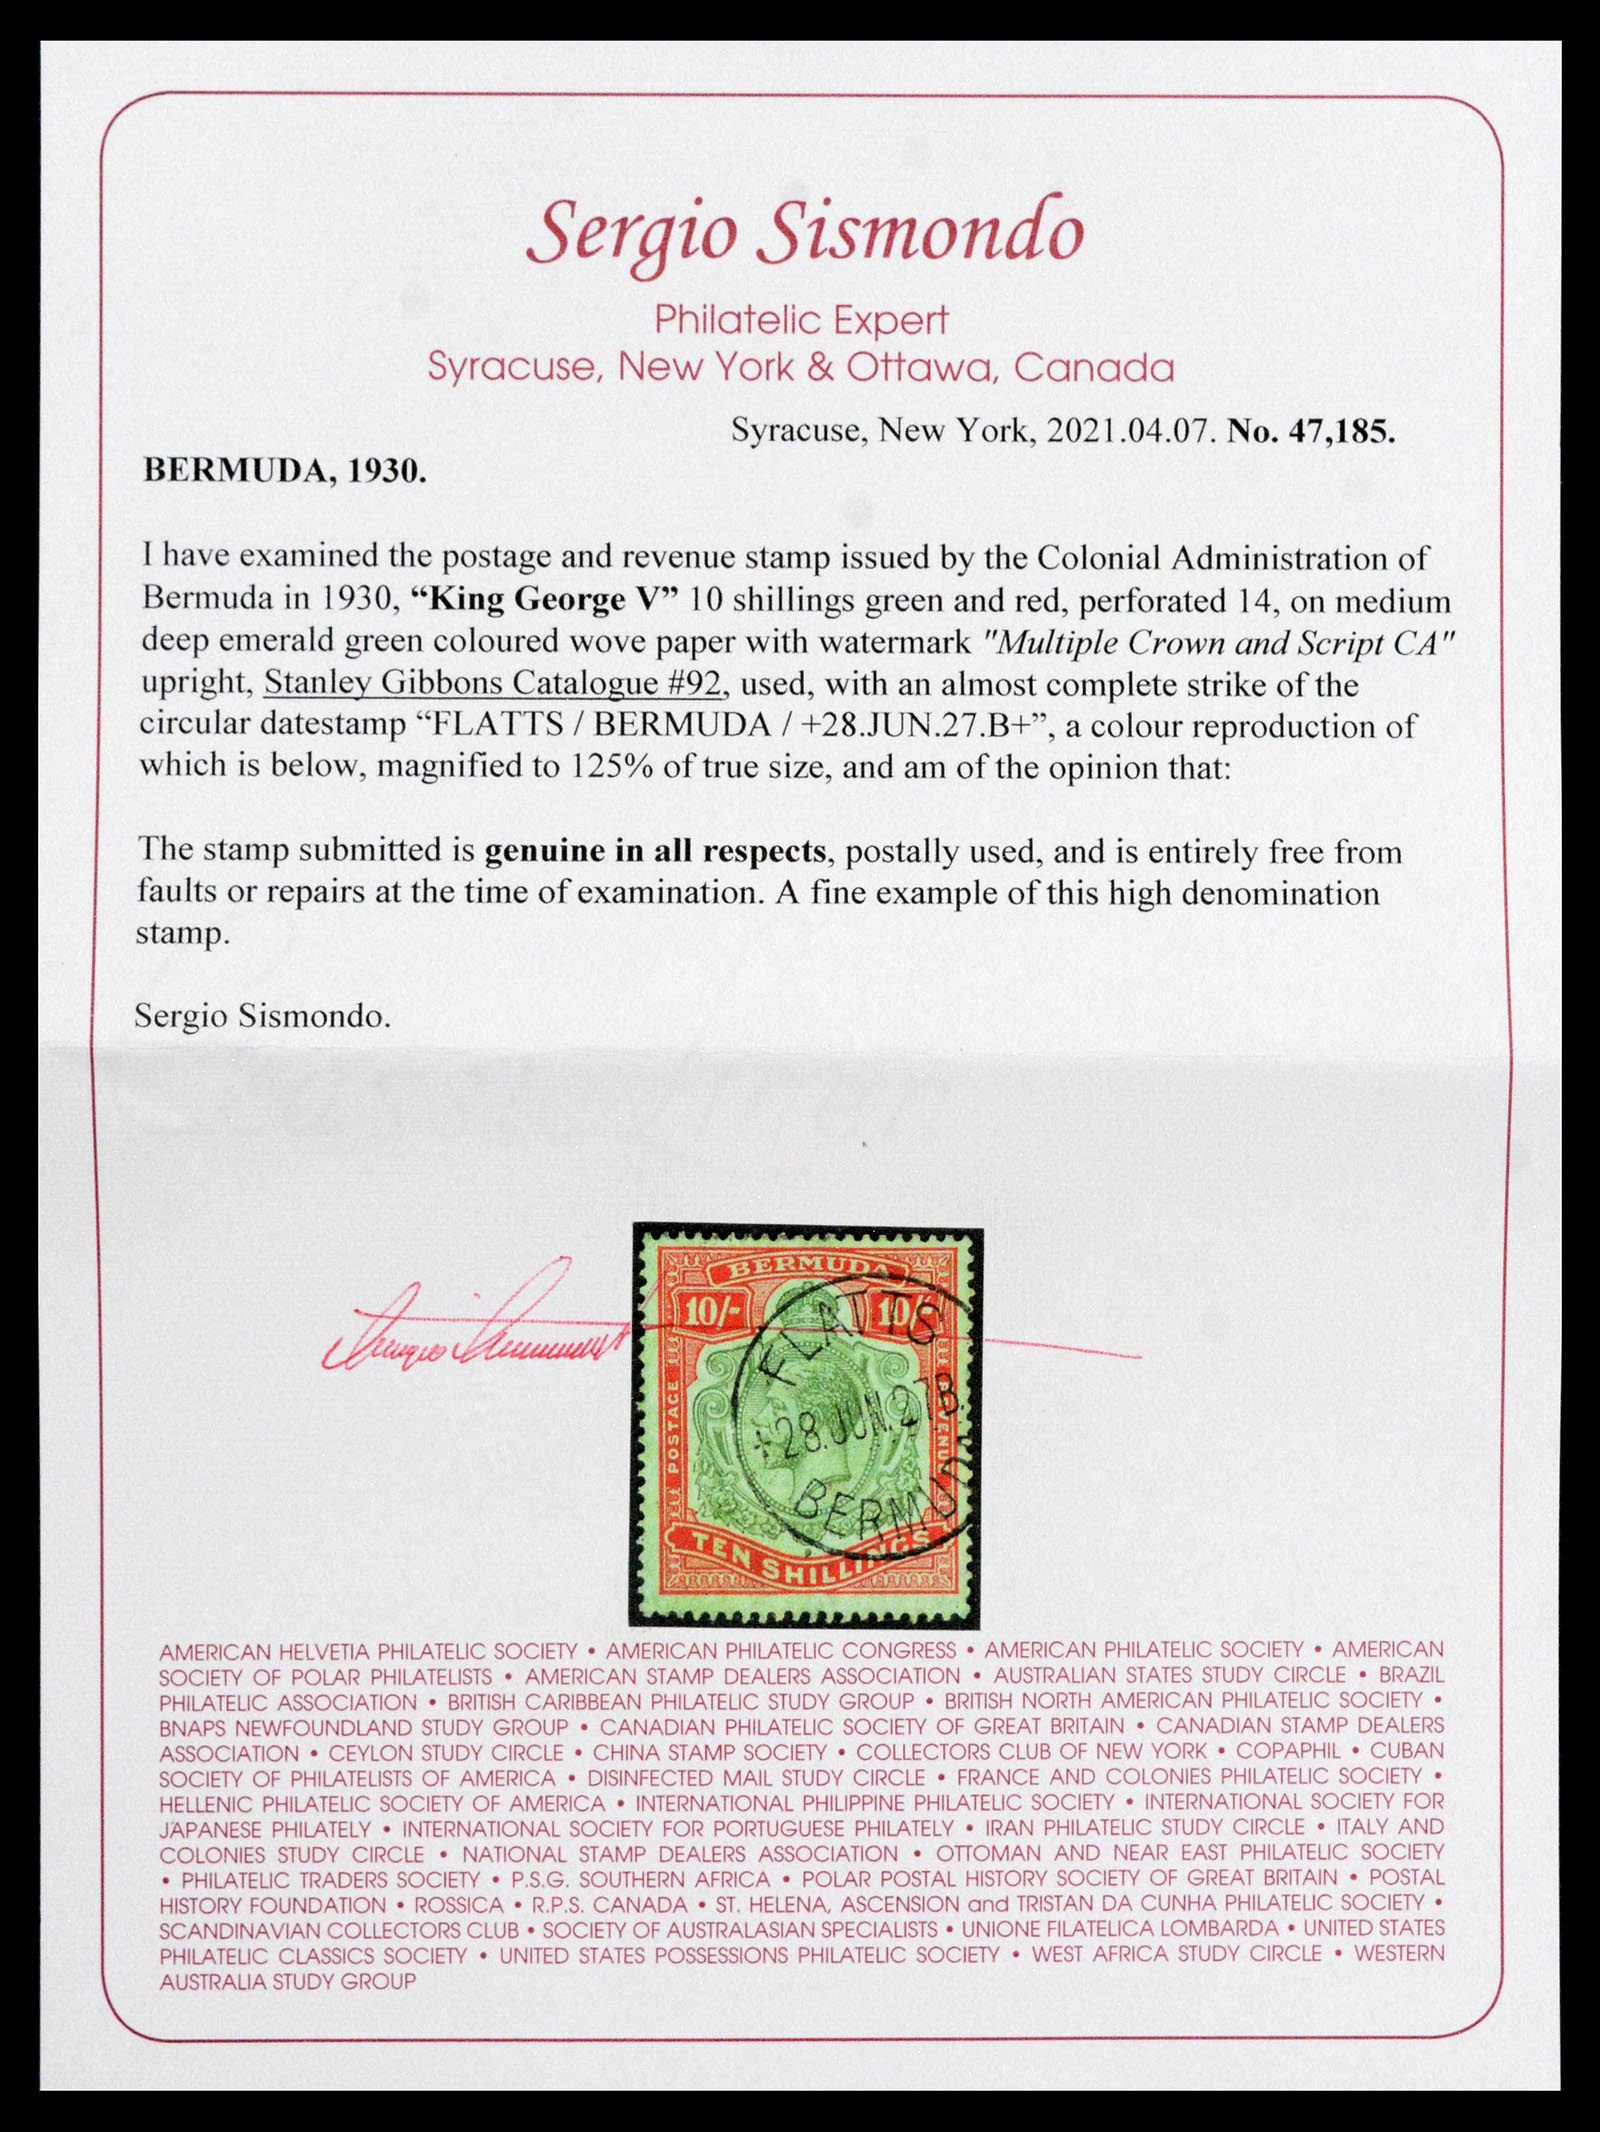 Sergio Sismondo
Philatelic Expert
Syracuse, New York & Ottawa, Canada
Syracuse, New York, 2021.04.07. No. 47,185.
BERMUDA, 1930.
I have examined the postage and revenue stamp issued by the Colonial Administration of
Bermuda in 1930, “King George V” 10 shillings green and red, perforated 14, on medium
deep emerald green coloured wove paper with watermark "Multiple Crown and Script CA"
upright, Stanley Gibbons Catalogue #92, used, with an almost complete strike of the
circular datestamp “FLATTS / BERMUDA / +28.JUN.27.B+”, a colour reproduction of
which is below, magnified to 125% of true size, and am of the opinion that:
The stamp submitted is genuine in all respects, postally used, and is entirely free from
faults or repairs at the time of examination. A fine example of this high denomination
stamp.
Sergio Sismondo.
BERMUDA
10/- 10/-
FLATTS
POSTAGE
REVENUE
+28.JUN.27B
BERMUD
TEN SHILLINGS
AMERICAN HELVETIA PHILATELIC SOCIETY • AMERICAN PHILATELIC CONGRESS • AMERICAN PHILATELIC SOCIETY • AMERICAN
SOCIETY OF POLAR PHILATELISTS • AMERICAN STAMP DEALERS ASSOCIATION • AUSTRALIAN STATES STUDY CIRCLE • BRAZIL
PHILATELIC ASSOCIATION • BRITISH CARIBBEAN PHILATELIC STUDY GROUP • BRITISH NORTH AMERICAN PHILATELIC SOCIETY •
BNAPS NEWFOUNDLAND STUDY GROUP • CANADIAN PHILATELIC SOCIETY OF GREAT BRITAIN • CANADIAN STAMP DEALERS
ASSOCIATION • CEYLON STUDY CIRCLE • CHINA STAMP SOCIETY • COLLECTORS CLUB OF NEW YORK • COPAPHIL • CUBAN
SOCIETY OF PHILATELISTS OF AMERICA • DISINFECTED MAIL STUDY CIRCLE • FRANCE AND COLONIES PHILATELIC SOCIETY •
HELLENIC PHILATELIC SOCIETY OF AMERICA • INTERNATIONAL PHILIPPINE PHILATELIC SOCIETY • INTERNATIONAL SOCIETY FOR
JAPANESE PHILATELY • INTERNATIONAL SOCIETY FOR PORTUGUESE PHILATELY • IRAN PHILATELIC STUDY CIRCLE • ITALY AND
COLONIES STUDY CIRCLE • NATIONAL STAMP DEALERS ASSOCIATION • OTTOMAN AND NEAR EAST PHILATELIC SOCIETY
• PHILATELIC TRADERS SOCIETY • P.S.G. SOUTHERN AFRICA • POLAR POSTAL HISTORY SOCIETY OF GREAT BRITAIN • POSTAL
HISTORY FOUNDATION • ROSSICA • R.P.S. CANADA • ST. HELENA, ASCENSION and TRISTAN DA CUNHA PHILATELIC SOCIETY •
SCANDINAVIAN COLLECTORS CLUB • SOCIETY OF AUSTRALASIAN SPECIALISTS • UNIONE FILATELICA LOMBARDA • UNITED STATES
PHILATELIC CLASSICS SOCIETY • UNITED STATES POSSESSIONS PHILATELIC SOCIETY • WEST AFRICA STUDY CIRCLE • WESTERN
AUSTRALIA STUDY GROUP